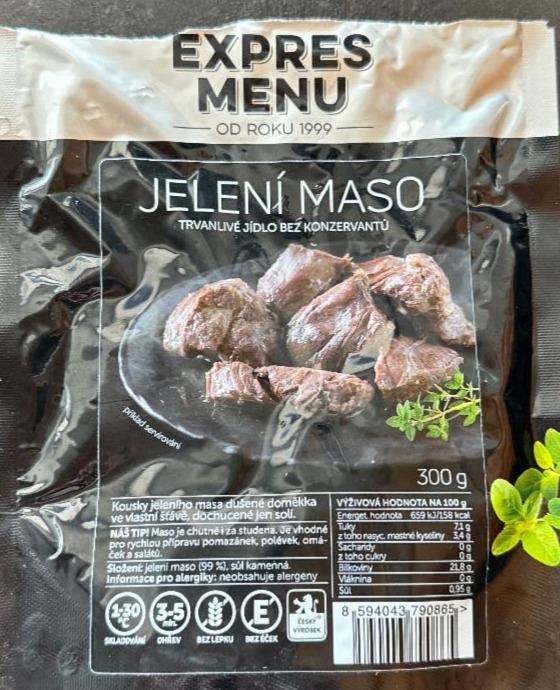 EXPRES
MENU
OD ROKU 1999
JELENÍ MASO
TRVANLIVÉ JÍDLO BEZ KONZERVANTŮ
příklad servírování
300 g
Kousky jeleního masa dušené doměkka
ve vlastní šťávě, dochucené jen solí.
NÁŠ TIP! Maso je chutné i za studena. Je vhodné
pro rychlou přípravu pomazánek, polévek, omá-
ček a salátů.
Složení: jelení maso (99 %), sůl kamenná.
Informace pro alergiky: neobsahuje alergeny
VÝŽIVOVÁ HODNOTA NA 100 g
Energet. hodnota 659 kJ/158 kcal
Tuky 7,1 g
z toho nasyc. mastné kyseliny 3,4 g
Sacharidy 0 g
z toho cukry 0 g
Bílkoviny 21,8 g
Vláknina 0 g
Sůl 0,95 g
1-30 °C
SKLADOVÁNÍ
3-5 min.
OHŘEV
BEZ LEPKU
E
BEZ ÉČEK
ČESKÝ
VÝROBEK
8 594043 790865 >